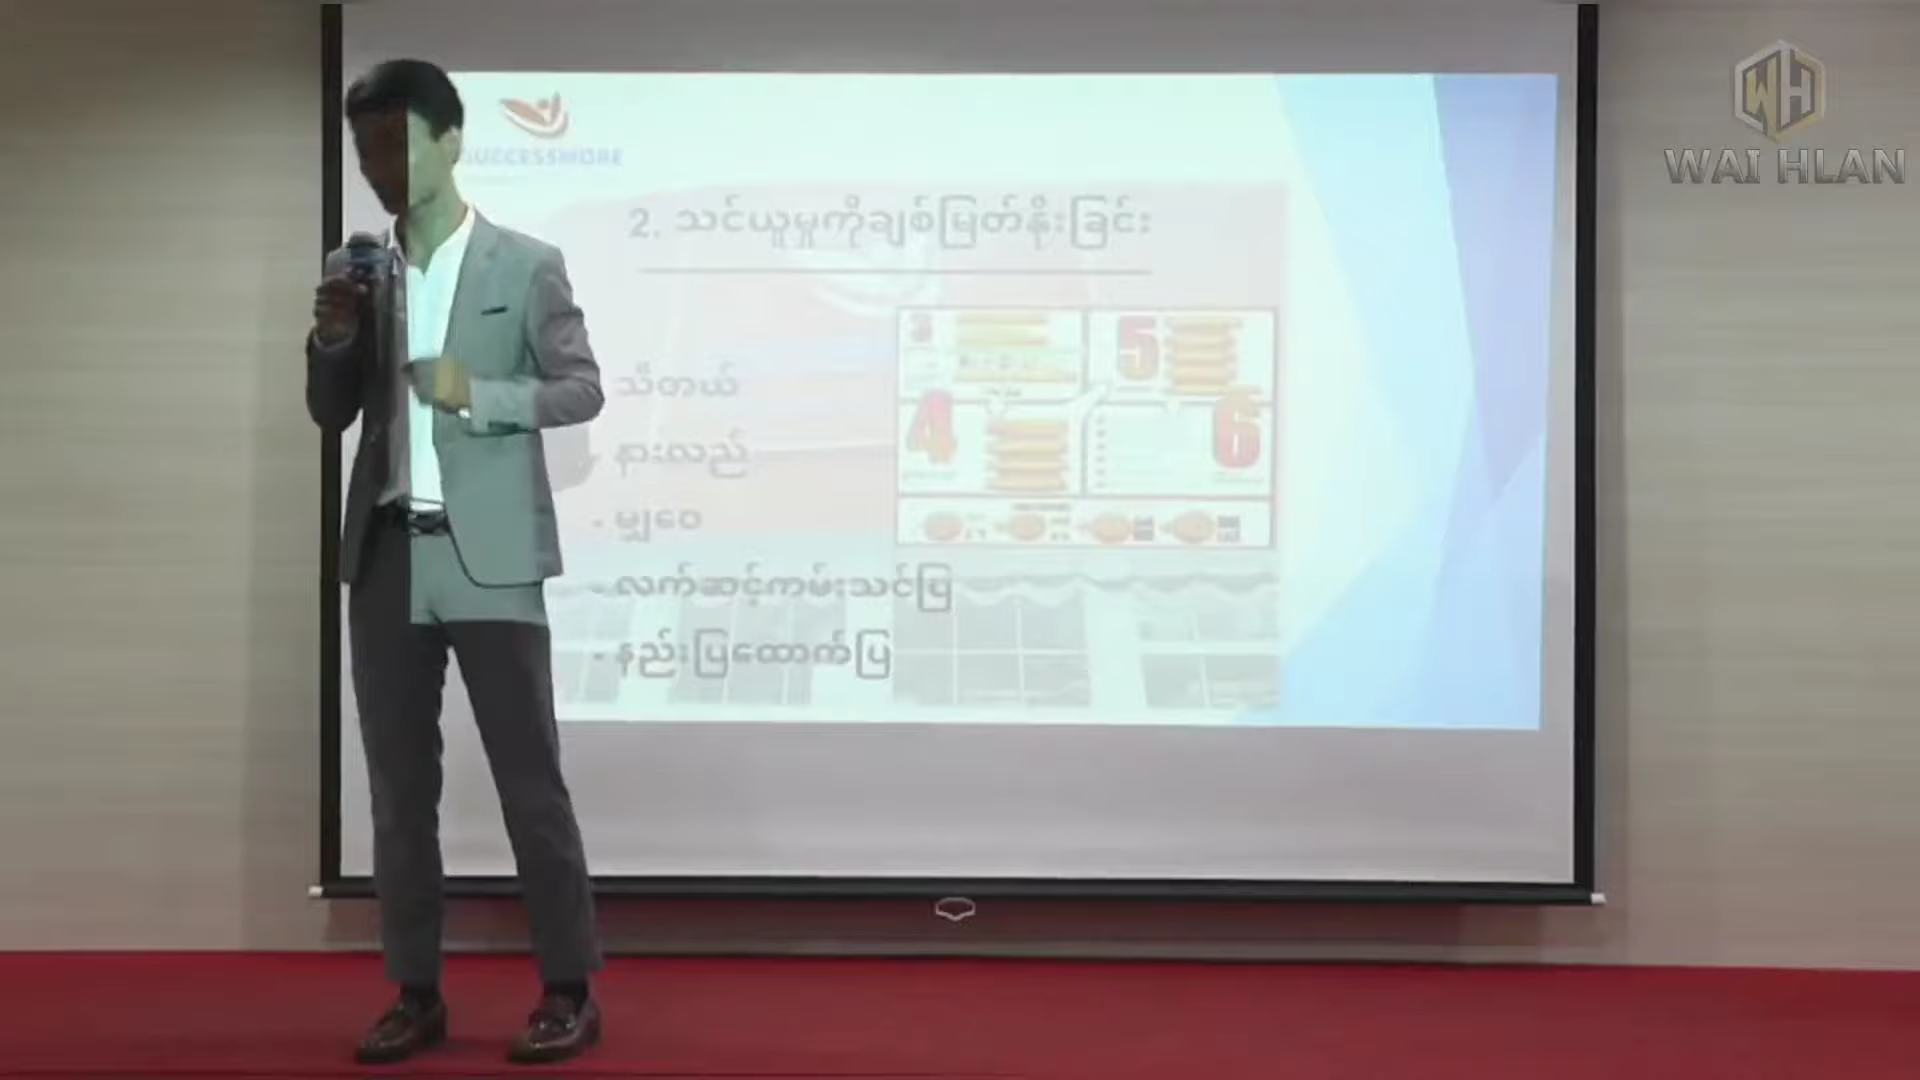 WH
WAI HLAN
SUCCESSMORE
2. သင်ယူမှုကိုချစ်မြတ်နိုးခြင်း
3
5
4
6
သိတယ်
- နားလည်
- မျှဝေ
- လက်ဆင့်ကမ်းသင်ပြ
- နည်းပြထောက်ပြ